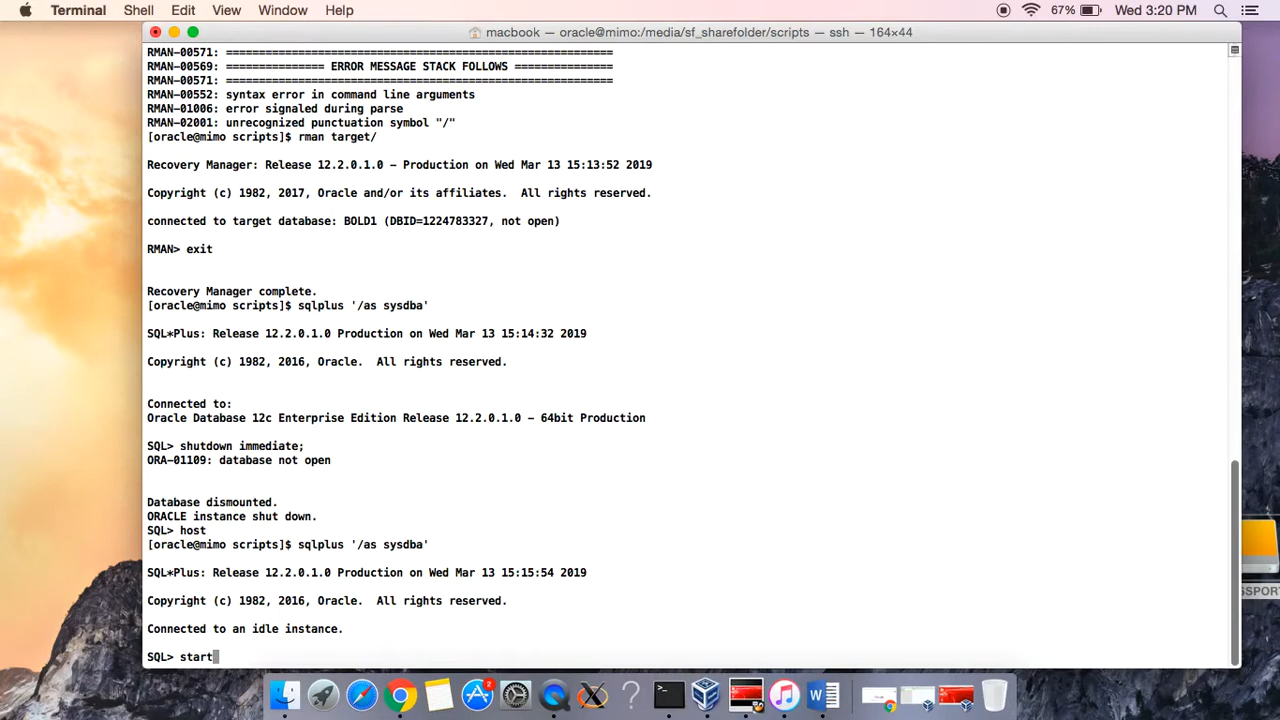 Terminal Shell Edit View Window Help 67% Wed 3:20 PM
macbook — oracle@mimo:/media/sf_sharefolder/scripts — ssh — 164×44
RMAN-00571: ===========================================================
RMAN-00569: =============== ERROR MESSAGE STACK FOLLOWS ===============
RMAN-00571: ===========================================================
RMAN-00552: syntax error in command line arguments
RMAN-01006: error signaled during parse
RMAN-02001: unrecognized punctuation symbol "/"
[oracle@mimo scripts]$ rman target/
Recovery Manager: Release 12.2.0.1.0 - Production on Wed Mar 13 15:13:52 2019
Copyright (c) 1982, 2017, Oracle and/or its affiliates.  All rights reserved.
connected to target database: BOLD1 (DBID=1224783327, not open)
RMAN> exit
Recovery Manager complete.
[oracle@mimo scripts]$ sqlplus '/as sysdba'
SQL*Plus: Release 12.2.0.1.0 Production on Wed Mar 13 15:14:32 2019
Copyright (c) 1982, 2016, Oracle.  All rights reserved.
Connected to:
Oracle Database 12c Enterprise Edition Release 12.2.0.1.0 - 64bit Production
SQL> shutdown immediate;
ORA-01109: database not open
Database dismounted.
ORACLE instance shut down.
SQL> host
[oracle@mimo scripts]$ sqlplus '/as sysdba'
SQL*Plus: Release 12.2.0.1.0 Production on Wed Mar 13 15:15:54 2019
Copyright (c) 1982, 2016, Oracle.  All rights reserved.
Connected to an idle instance.
SQL> start
SSPORT
2